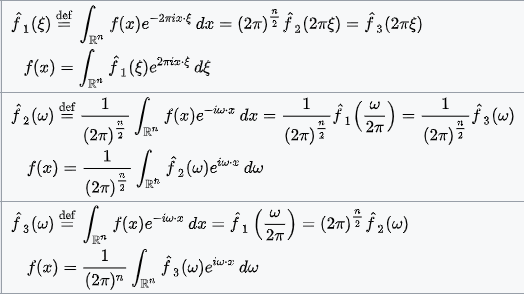 f̂₁(ξ) ≝ ∫_{ℝⁿ} f(x)e^{−2πix·ξ} dx = (2π)^{n/2} f̂₂(2πξ) = f̂₃(2πξ)
f(x) = ∫_{ℝⁿ} f̂₁(ξ)e^{2πix·ξ} dξ
f̂₂(ω) ≝ 1/(2π)^{n/2} ∫_{ℝⁿ} f(x)e^{−iω·x} dx = 1/(2π)^{n/2} f̂₁(ω/2π) = 1/(2π)^{n/2} f̂₃(ω)
f(x) = 1/(2π)^{n/2} ∫_{ℝⁿ} f̂₂(ω)e^{iω·x} dω
f̂₃(ω) ≝ ∫_{ℝⁿ} f(x)e^{−iω·x} dx = f̂₁(ω/2π) = (2π)^{n/2} f̂₂(ω)
f(x) = 1/(2π)ⁿ ∫_{ℝⁿ} f̂₃(ω)e^{iω·x} dω